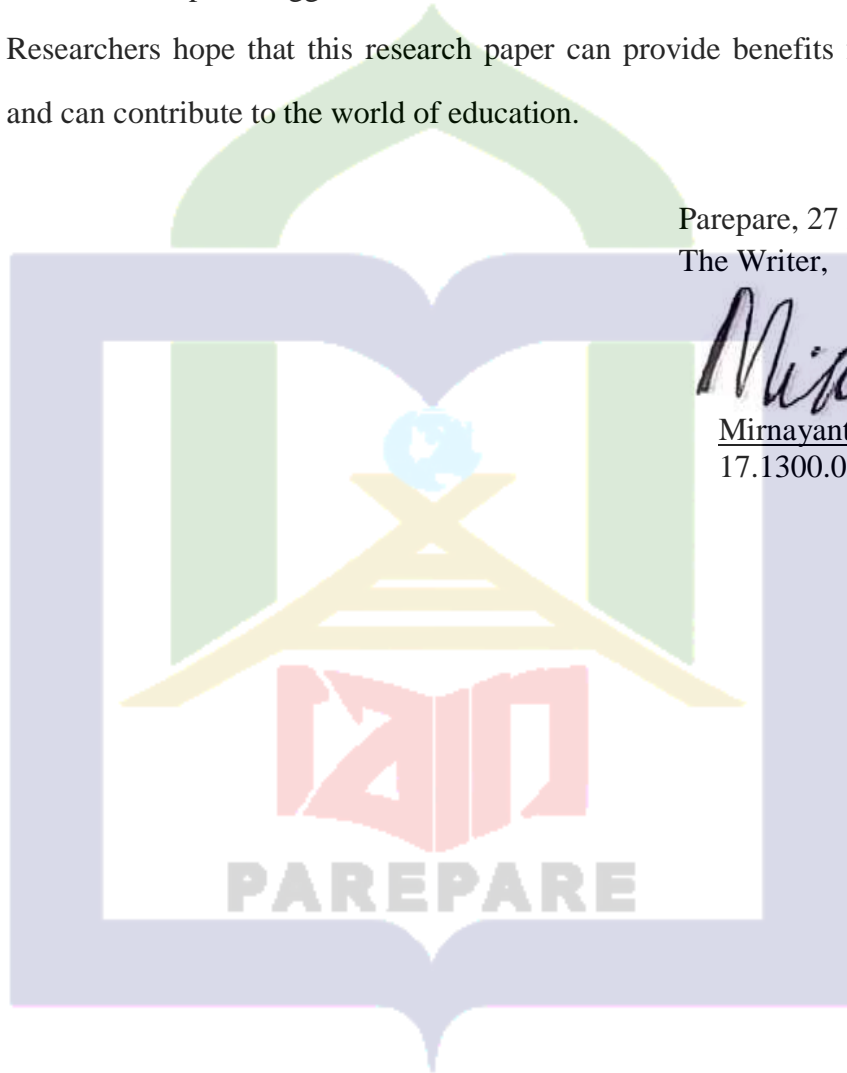 Researchers hope that this research paper can provide benefits
and can contribute to the world of education.
Parepare, 27
The Writer,
Mirnayant
17.1300.0
PAREPARE